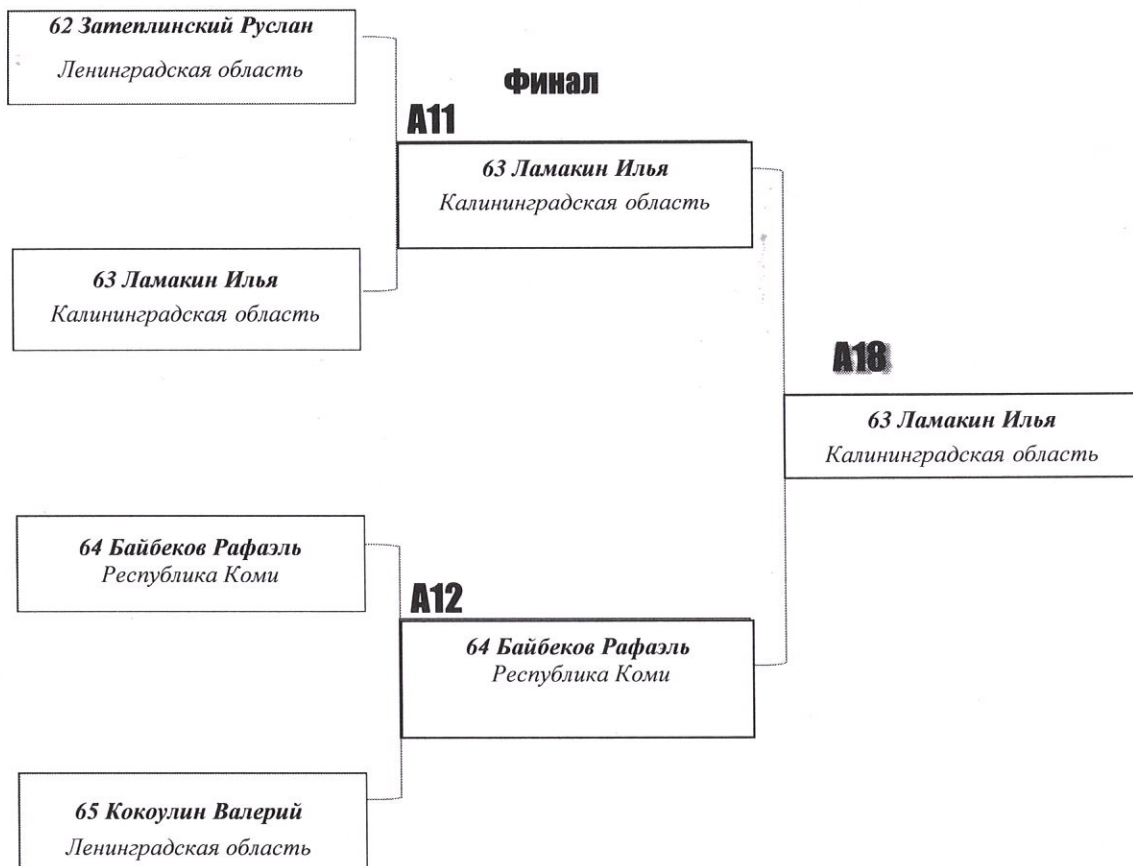 62 Затеплинский Руслан
Ленинградская область
Финал
А11
63 Ламакин Илья
Калининградская область
63 Ламакин Илья
Калининградская область
А18
63 Ламакин Илья
Калининградская область
64 Байбеков Рафаэль
Республика Коми
А12
64 Байбеков Рафаэль
Республика Коми
65 Кокоулин Валерий
Ленинградская область